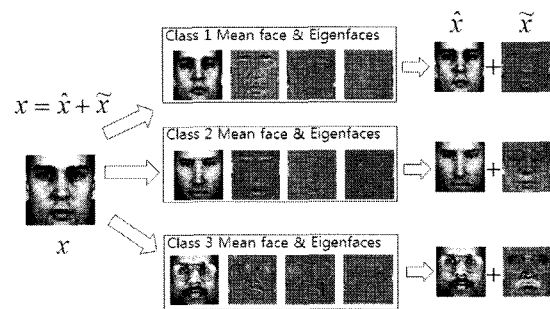 Class 1 Mean face & Eigenfaces
x̂
x̃
+
x = x̂ + x̃
Class 2 Mean face & Eigenfaces
+
x
Class 3 Mean face & Eigenfaces
+